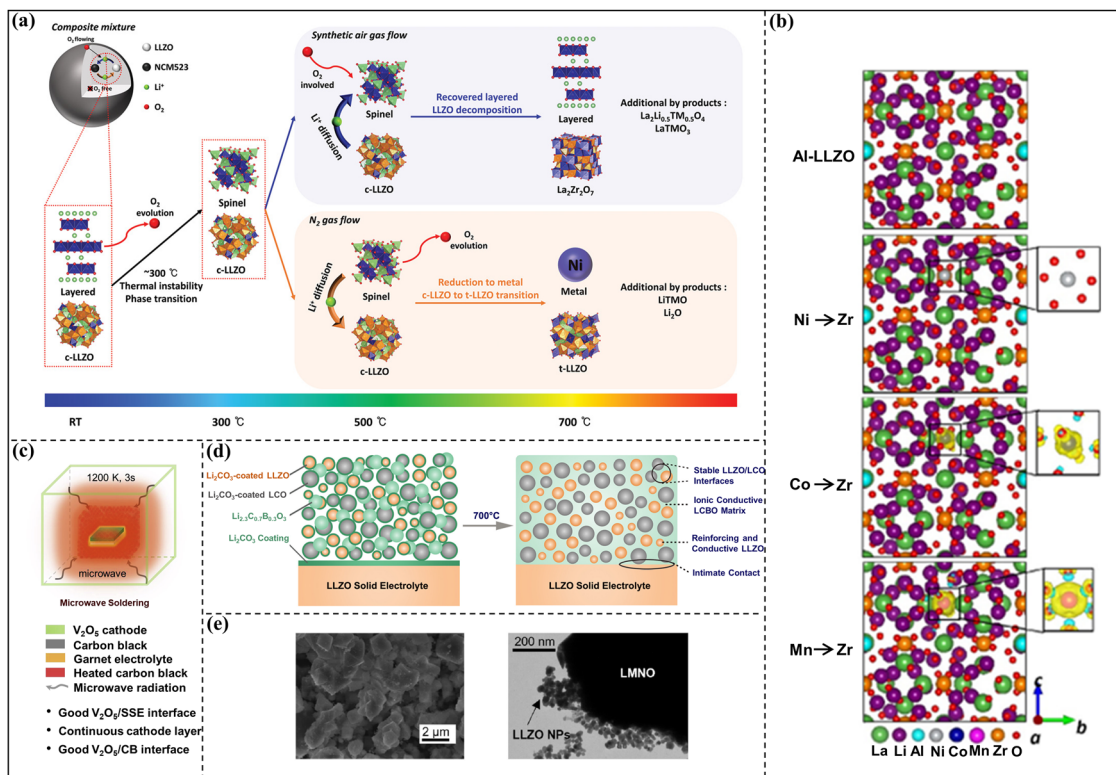 (a)
Composite mixture
O₂ flowing
O₂ free
LLZO
NCM523
Li⁺
O₂
Layered
c-LLZO
O₂
evolution
~300 ℃
Thermal instability
Phase transition
Spinel
c-LLZO
Synthetic air gas flow
O₂
involved
Spinel
Li⁺ diffusion
c-LLZO
Recovered layered
LLZO decomposition
Layered
La₂Zr₂O₇
Additional by products :
La₂Li₀.₅TM₀.₅O₄
LaTMO₃
N₂ gas flow
O₂
evolution
Spinel
Li⁺ diffusion
c-LLZO
Reduction to metal
c-LLZO to t-LLZO transition
Ni
Metal
t-LLZO
Additional by products :
LiTMO
Li₂O
RT
300 ℃
500 ℃
700 ℃
(b)
Al-LLZO
Ni → Zr
Co → Zr
Mn → Zr
c
a
b
La Li Al Ni Co Mn Zr O
(c)
1200 K, 3s
microwave
Microwave Soldering
V₂O₅ cathode
Carbon black
Garnet electrolyte
Heated carbon black
Microwave radiation
• Good V₂O₅/SSE interface
• Continuous cathode layer
• Good V₂O₅/CB interface
(d)
Li₂CO₃-coated LLZO
Li₂CO₃-coated LCO
Li₂.₃C₀.₇B₀.₃O₃
Li₂CO₃ Coating
LLZO Solid Electrolyte
700°C
LLZO Solid Electrolyte
Stable LLZO/LCO
Interfaces
Ionic Conductive
LCBO Matrix
Reinforcing and
Conductive LLZO
Intimate Contact
(e)
2 µm
200 nm
LMNO
LLZO NPs